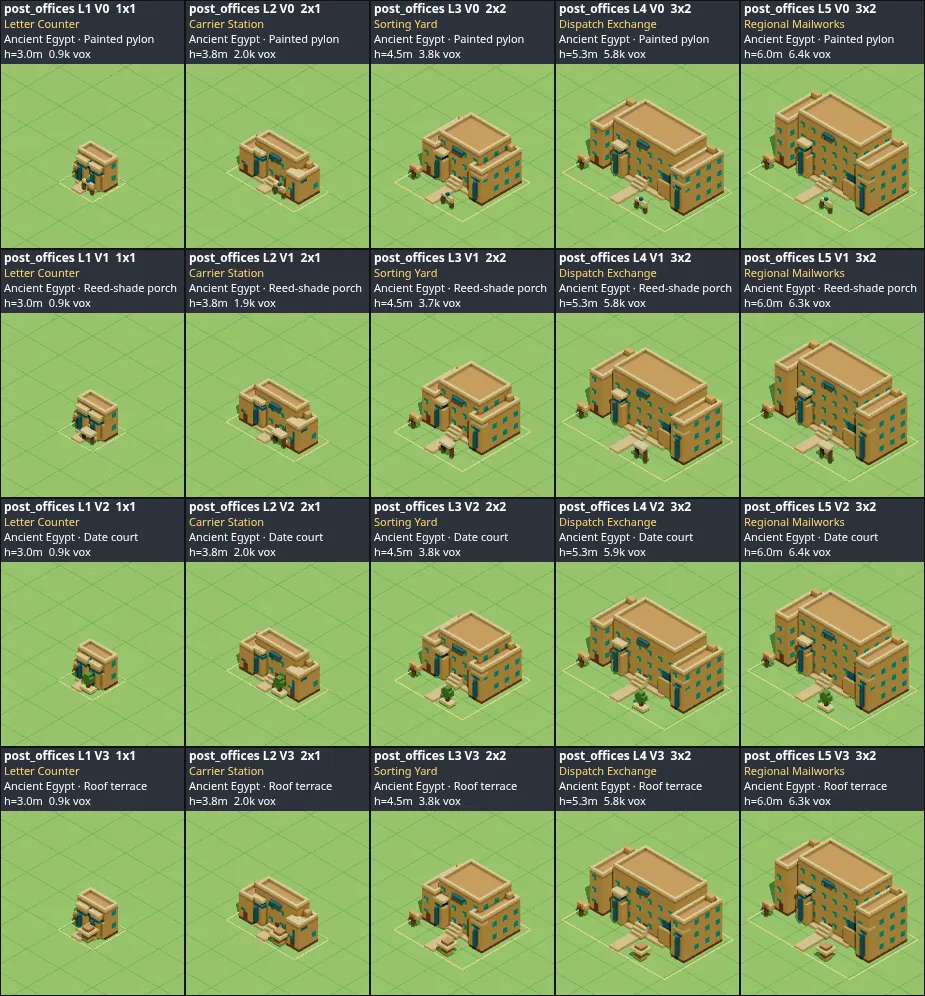 post_offices L1 V0 1x1
Letter Counter
Ancient Egypt · Painted pylon
h=3.0m 0.9k vox
post_offices L2 V0 2x1
Carrier Station
Ancient Egypt · Painted pylon
h=3.8m 2.0k vox
post_offices L3 V0 2x2
Sorting Yard
Ancient Egypt · Painted pylon
h=4.5m 3.8k vox
post_offices L4 V0 3x2
Dispatch Exchange
Ancient Egypt · Painted pylon
h=5.3m 5.8k vox
post_offices L5 V0 3x2
Regional Mailworks
Ancient Egypt · Painted pylon
h=6.0m 6.4k vox
post_offices L1 V1 1x1
Letter Counter
Ancient Egypt · Reed-shade porch
h=3.0m 0.9k vox
post_offices L2 V1 2x1
Carrier Station
Ancient Egypt · Reed-shade porch
h=3.8m 1.9k vox
post_offices L3 V1 2x2
Sorting Yard
Ancient Egypt · Reed-shade porch
h=4.5m 3.7k vox
post_offices L4 V1 3x2
Dispatch Exchange
Ancient Egypt · Reed-shade porch
h=5.3m 5.8k vox
post_offices L5 V1 3x2
Regional Mailworks
Ancient Egypt · Reed-shade porch
h=6.0m 6.3k vox
post_offices L1 V2 1x1
Letter Counter
Ancient Egypt · Date court
h=3.0m 0.9k vox
post_offices L2 V2 2x1
Carrier Station
Ancient Egypt · Date court
h=3.8m 2.0k vox
post_offices L3 V2 2x2
Sorting Yard
Ancient Egypt · Date court
h=4.5m 3.8k vox
post_offices L4 V2 3x2
Dispatch Exchange
Ancient Egypt · Date court
h=5.3m 5.9k vox
post_offices L5 V2 3x2
Regional Mailworks
Ancient Egypt · Date court
h=6.0m 6.4k vox
post_offices L1 V3 1x1
Letter Counter
Ancient Egypt · Roof terrace
h=3.0m 0.9k vox
post_offices L2 V3 2x1
Carrier Station
Ancient Egypt · Roof terrace
h=3.8m 2.0k vox
post_offices L3 V3 2x2
Sorting Yard
Ancient Egypt · Roof terrace
h=4.5m 3.8k vox
post_offices L4 V3 3x2
Dispatch Exchange
Ancient Egypt · Roof terrace
h=5.3m 5.8k vox
post_offices L5 V3 3x2
Regional Mailworks
Ancient Egypt · Roof terrace
h=6.0m 6.3k vox